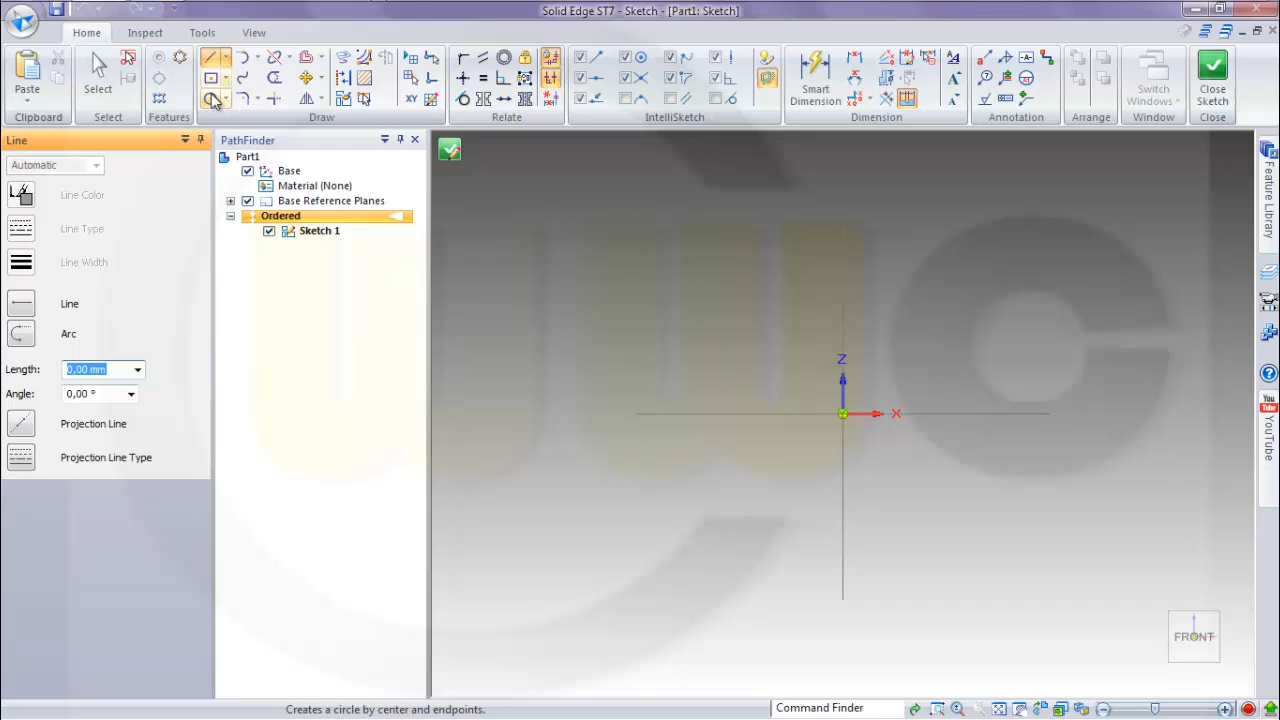 Solid Edge ST7 - Sketch - [Part1: Sketch]
Home
Inspect
Tools
View
Paste
Select
Smart
Dimension
Switch
Windows
Close
Sketch
Clipboard
Select
Features
Draw
Relate
IntelliSketch
Dimension
Annotation
Arrange
Window
Close
Line
Automatic
Line Color
Line Type
Line Width
Line
Arc
Length:
0,00 mm
Angle:
0,00 °
Projection Line
Projection Line Type
PathFinder
Part1
Base
Material (None)
Base Reference Planes
Ordered
Sketch 1
Z
X
FRONT
Feature Library
You
Tube
YouTube
Creates a circle by center and endpoints.
Command Finder